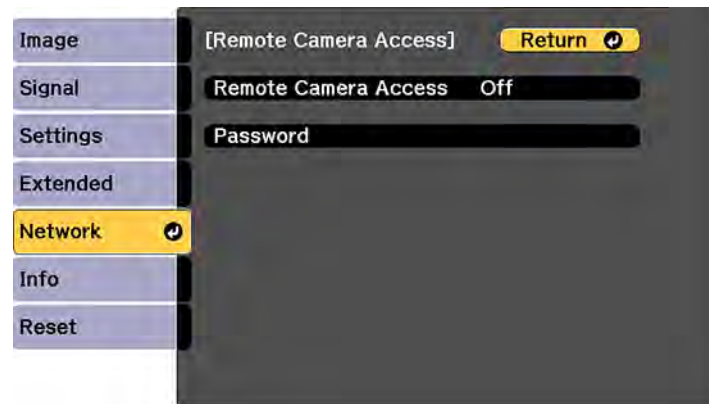 Image
Signal
Settings
Extended
Network
Info
Reset
[Remote Camera Access] Return
Remote Camera Access Off
Password